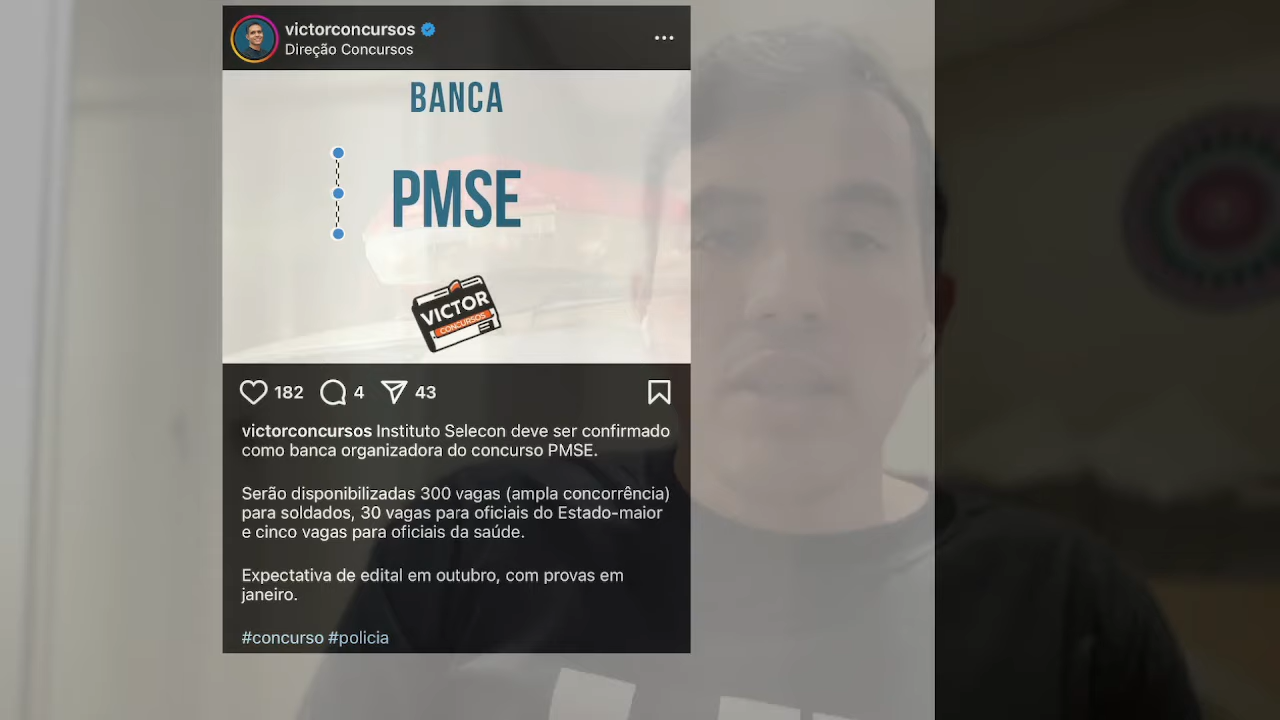 victorconcursos
Direção Concursos
BANCA
PMSE
VICTOR
CONCURSOS
182 4 43
victorconcursos Instituto Selecon deve ser confirmado
como banca organizadora do concurso PMSE.
Serão disponibilizadas 300 vagas (ampla concorrência)
para soldados, 30 vagas para oficiais do Estado-maior
e cinco vagas para oficiais da saúde.
Expectativa de edital em outubro, com provas em
janeiro.
#concurso #policia